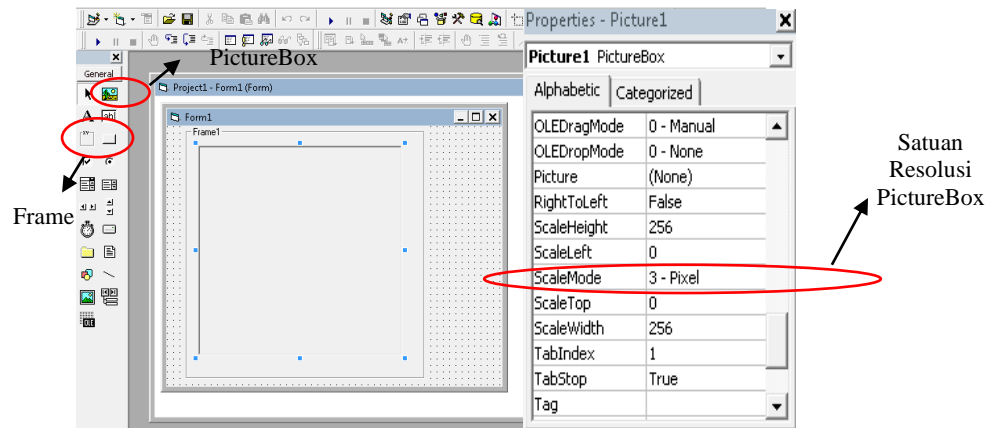 Properties - Picture1
PictureBox
Picture1 PictureBox
General
Project1 - Form1 (Form)
Alphabetic
Categorized
A
ab|
Form1
OLEDragMode 0 - Manual
Frame1
OLEDropMode 0 - None
Picture (None)
RightToLeft False
ScaleHeight 256
ScaleLeft 0
ScaleMode 3 - Pixel
ScaleTop 0
ScaleWidth 256
TabIndex 1
TabStop True
Tag
Satuan
Resolusi
PictureBox
Frame
OLE